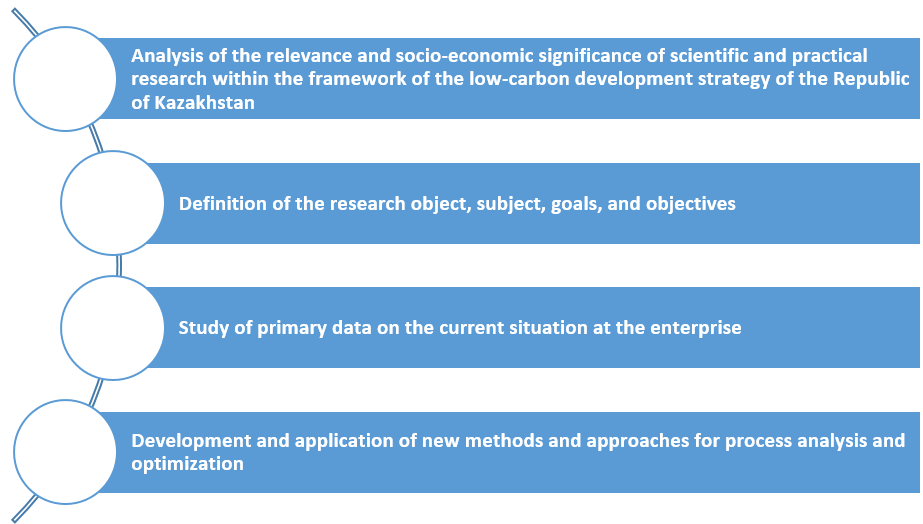 Analysis of the relevance and socio-economic significance of scientific and practical
research within the framework of the low-carbon development strategy of the Republic
of Kazakhstan
Definition of the research object, subject, goals, and objectives
Study of primary data on the current situation at the enterprise
Development and application of new methods and approaches for process analysis and
optimization